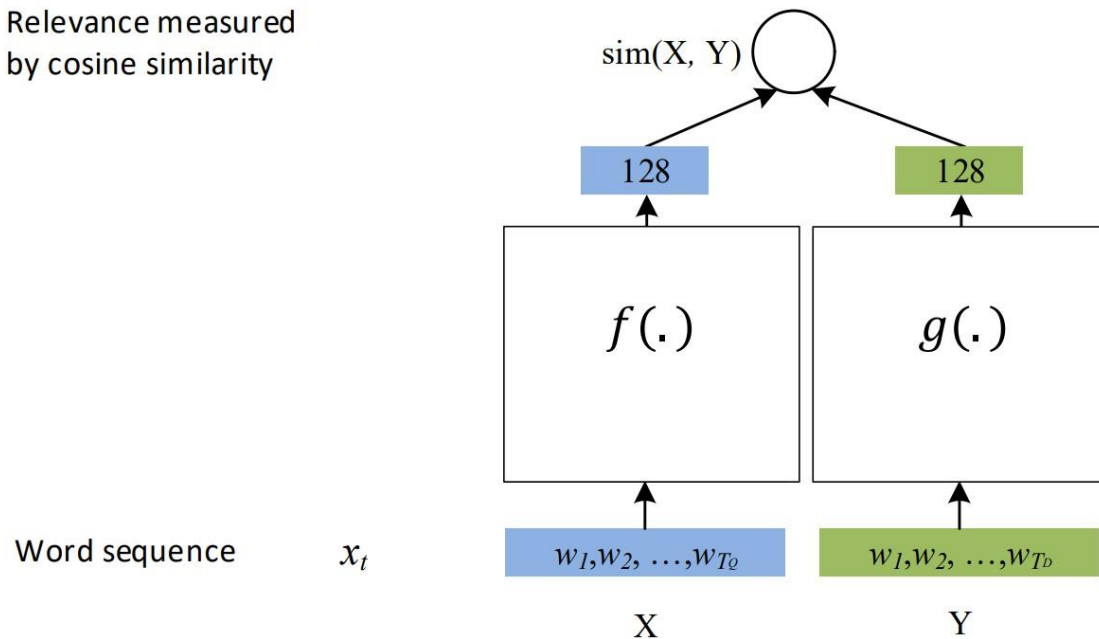 Relevance measured
by cosine similarity
sim(X, Y)
128 128
f(.) g(.)
Word sequence x_t w_1,w_2, …,w_{T_Q} w_1,w_2, …,w_{T_D}
X Y